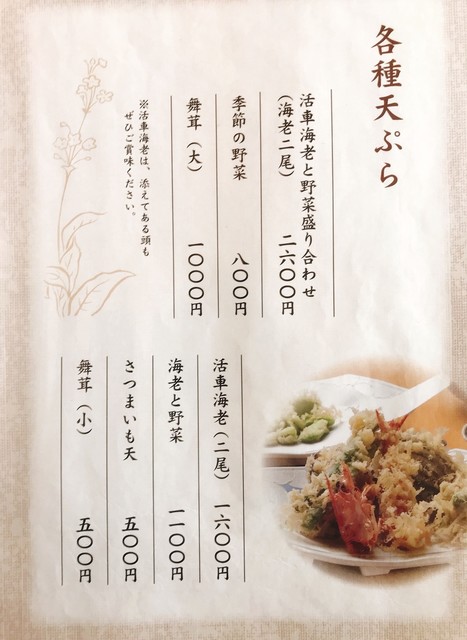 各種天ぷら
活車海老と野菜盛り合わせ
（海老二尾）　二六〇〇円
季節の野菜　八〇〇円
舞茸（大）　一〇〇〇円
※活車海老は、添えてある頭も
ぜひご賞味ください。
活車海老（二尾）　一六〇〇円
海老と野菜　一一〇〇円
さつまいも天　五〇〇円
舞茸（小）　五〇〇円